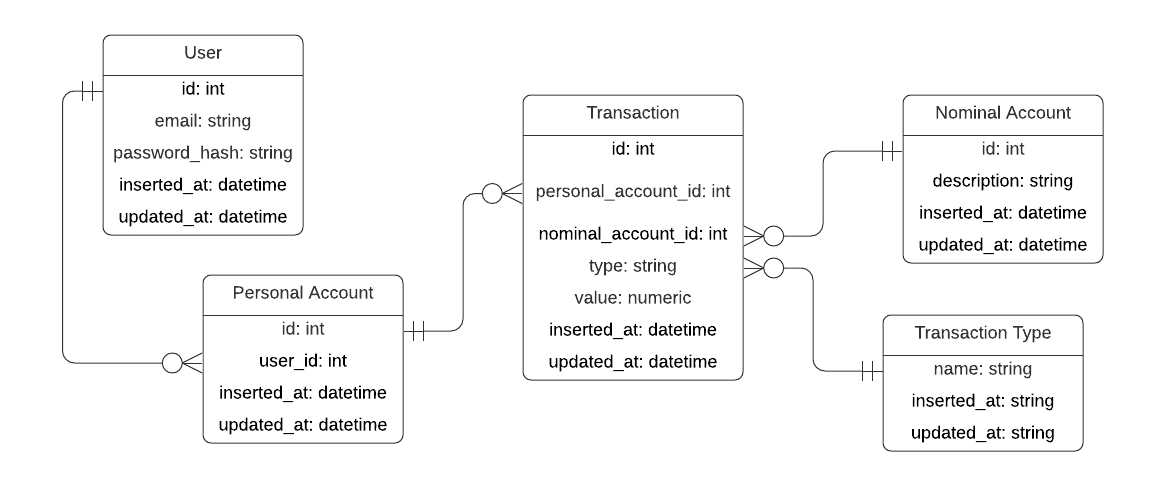 User
id: int
email: string
password_hash: string
inserted_at: datetime
updated_at: datetime
Personal Account
id: int
user_id: int
inserted_at: datetime
updated_at: datetime
Transaction
id: int
personal_account_id: int
nominal_account_id: int
type: string
value: numeric
inserted_at: datetime
updated_at: datetime
Nominal Account
id: int
description: string
inserted_at: datetime
updated_at: datetime
Transaction Type
name: string
inserted_at: string
updated_at: string